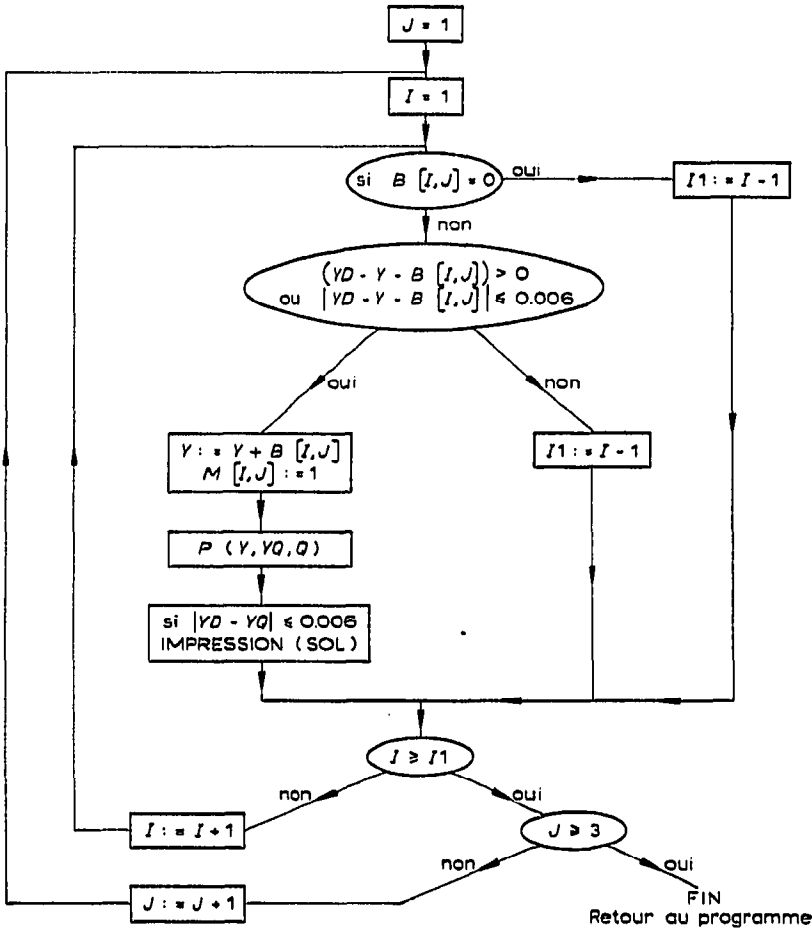 J = 1
I = 1
si B [I,J] = 0
oui
I1 := I - 1
non
(YD - Y - B [I,J]) > 0
ou |YD - Y - B [I,J]| ⩽ 0.006
oui
non
Y := Y + B [I,J]
M [I,J] := 1
I1 := I - 1
P (Y,YQ,Q)
si |YD - YQ| ⩽ 0.006
IMPRESSION (SOL)
I ⩾ I1
non
oui
I := I + 1
J ⩾ 3
non
oui
J := J + 1
FIN
Retour au programme